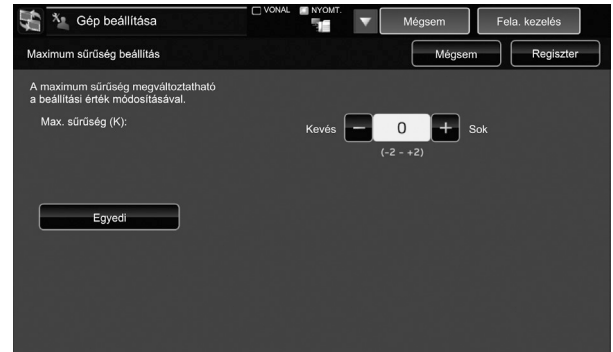 Gép beállítása
VONAL
NYOMT.
Mégsem
Fela. kezelés
Maximum sűrűség beállítás
Mégsem
Regiszter
A maximum sűrűség megváltoztatható
a beállítási érték módosításával.
Max. sűrűség (K):
Kevés − 0 + Sok
(-2 - +2)
Egyedi